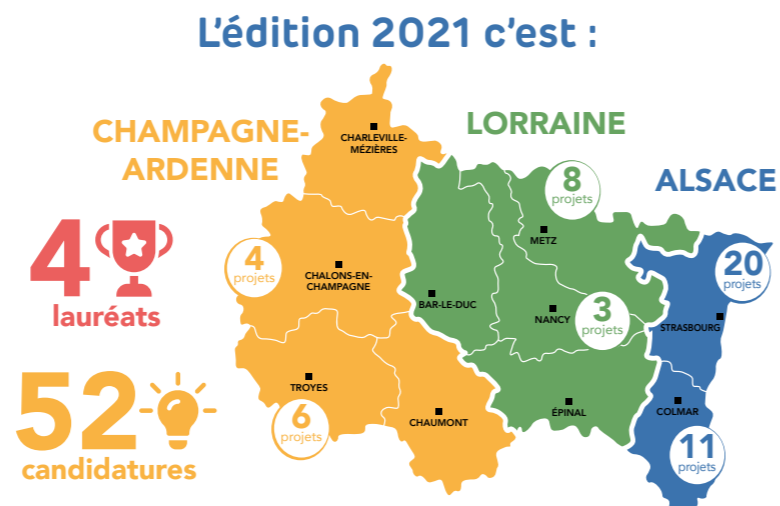 L'édition 2021 c'est :
CHAMPAGNE-
ARDENNE
LORRAINE
ALSACE
4
lauréats
52
candidatures
CHARLEVILLE-
MÉZIÈRES
4
projets
CHALONS-EN-
CHAMPAGNE
TROYES
6
projets
CHAUMONT
8
projets
METZ
BAR-LE-DUC
NANCY
3
projets
ÉPINAL
20
projets
STRASBOURG
COLMAR
11
projets